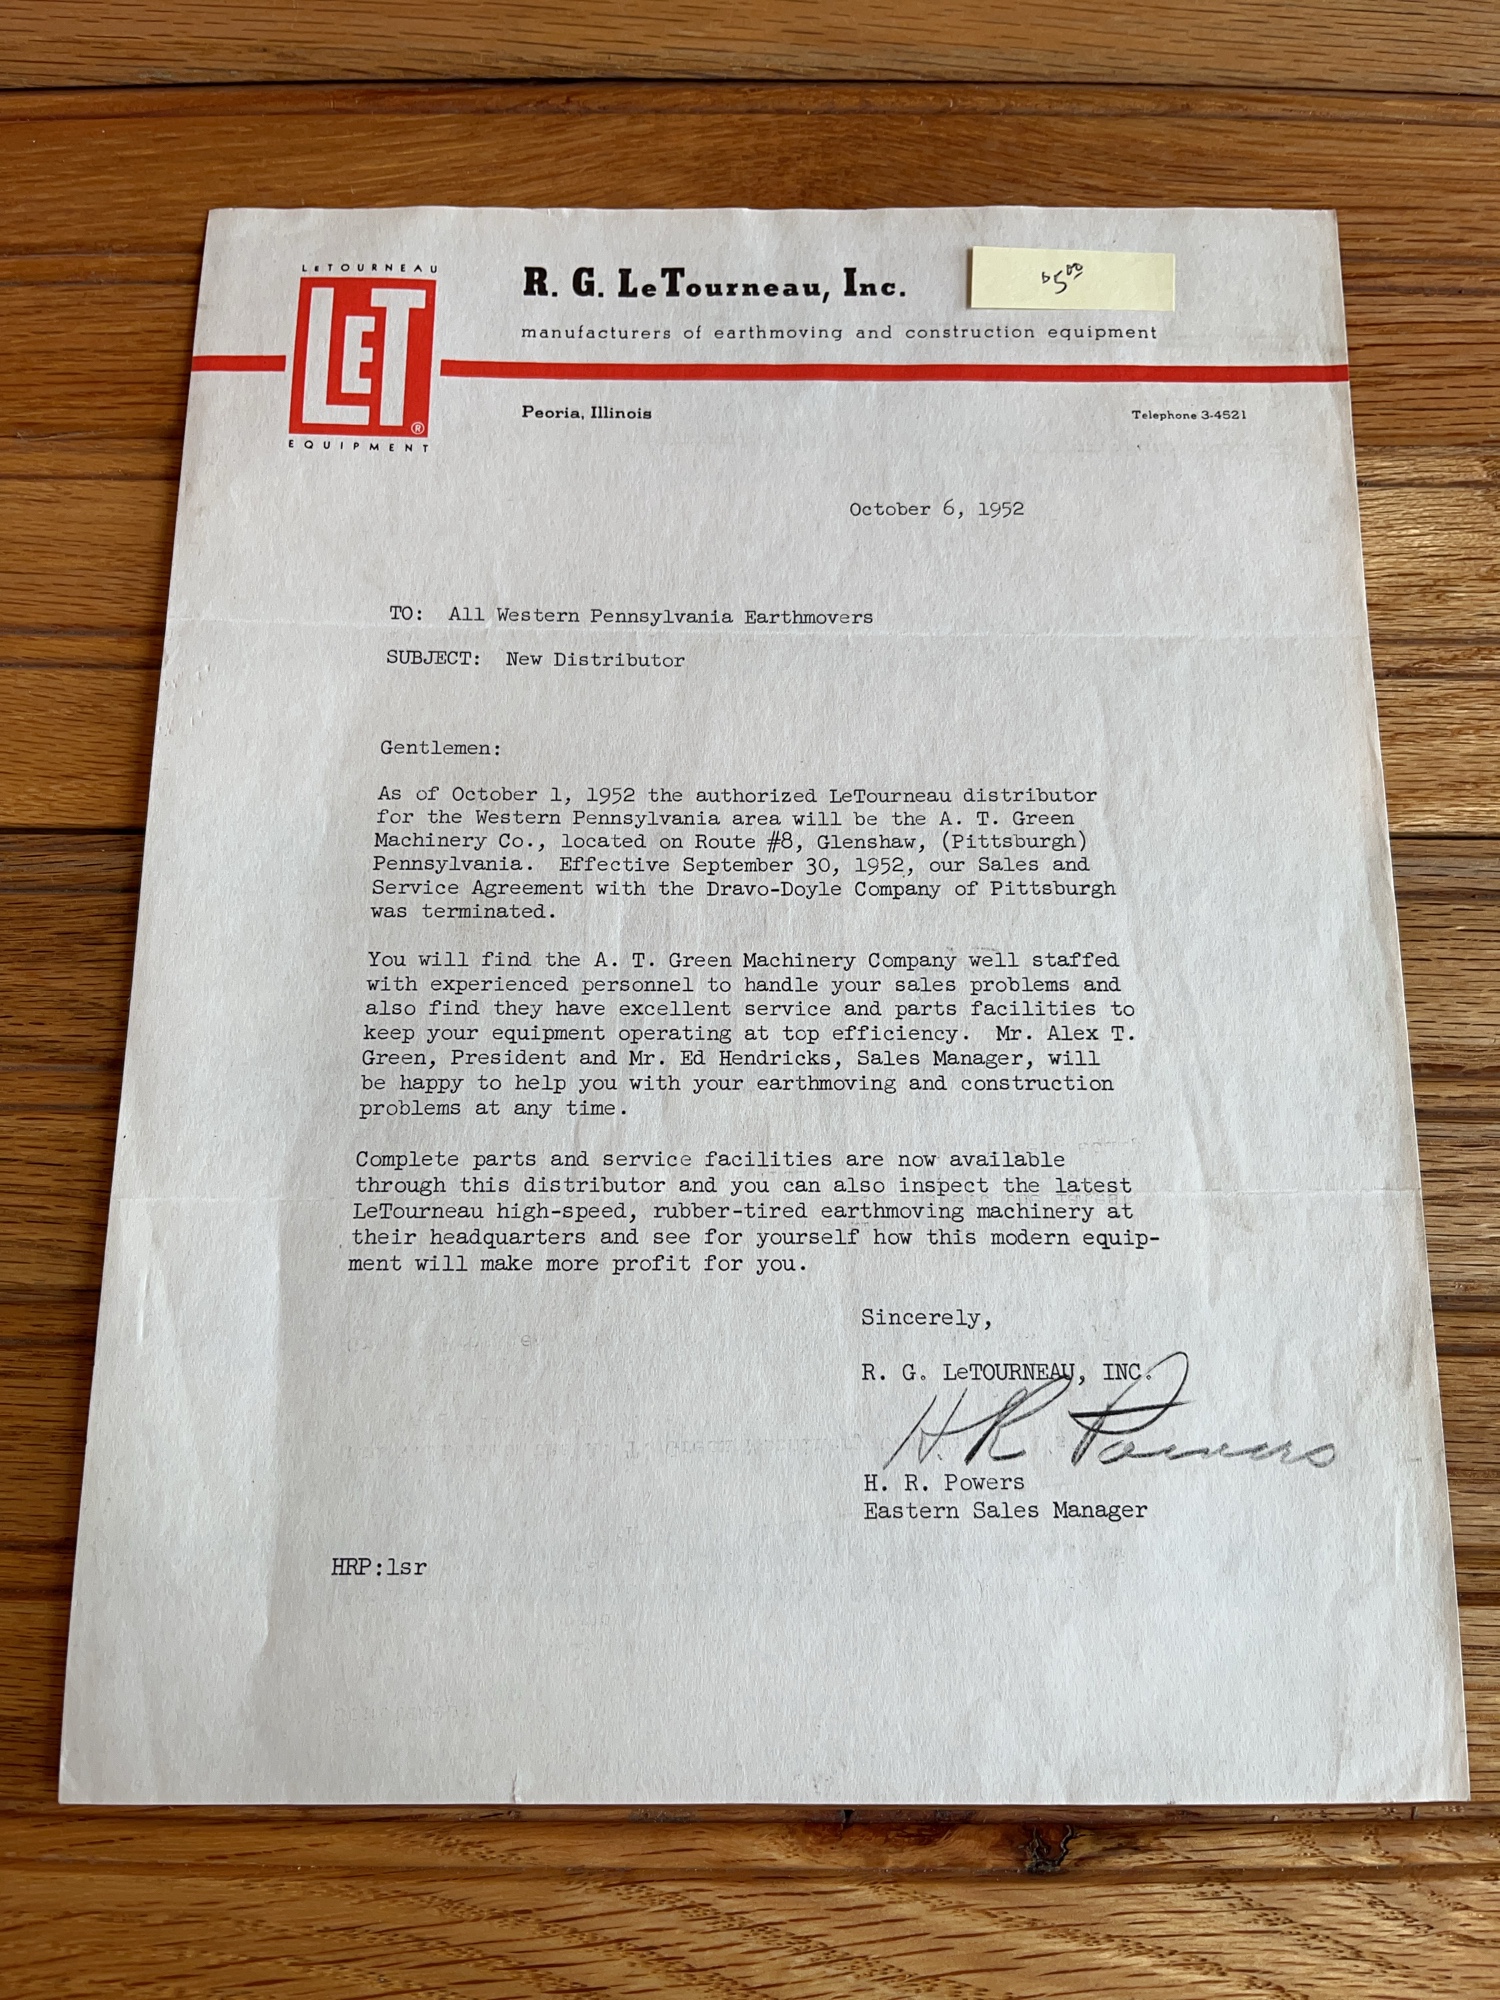 LeTOURNEAU
LeT
®
EQUIPMENT
R. G. LeTourneau, Inc.
$5.00
manufacturers of earthmoving and construction equipment
Peoria, Illinois
Telephone 3-4521
October 6, 1952
TO: All Western Pennsylvania Earthmovers
SUBJECT: New Distributor
Gentlemen:
As of October 1, 1952 the authorized LeTourneau distributor
for the Western Pennsylvania area will be the A. T. Green
Machinery Co., located on Route #8, Glenshaw, (Pittsburgh)
Pennsylvania. Effective September 30, 1952, our Sales and
Service Agreement with the Dravo-Doyle Company of Pittsburgh
was terminated.
You will find the A. T. Green Machinery Company well staffed
with experienced personnel to handle your sales problems and
also find they have excellent service and parts facilities to
keep your equipment operating at top efficiency. Mr. Alex T.
Green, President and Mr. Ed Hendricks, Sales Manager, will
be happy to help you with your earthmoving and construction
problems at any time.
Complete parts and service facilities are now available
through this distributor and you can also inspect the latest
LeTourneau high-speed, rubber-tired earthmoving machinery at
their headquarters and see for yourself how this modern equip-
ment will make more profit for you.
Sincerely,
R. G. LeTOURNEAU, INC.
H. R. Powers
H. R. Powers
Eastern Sales Manager
HRP:lsr